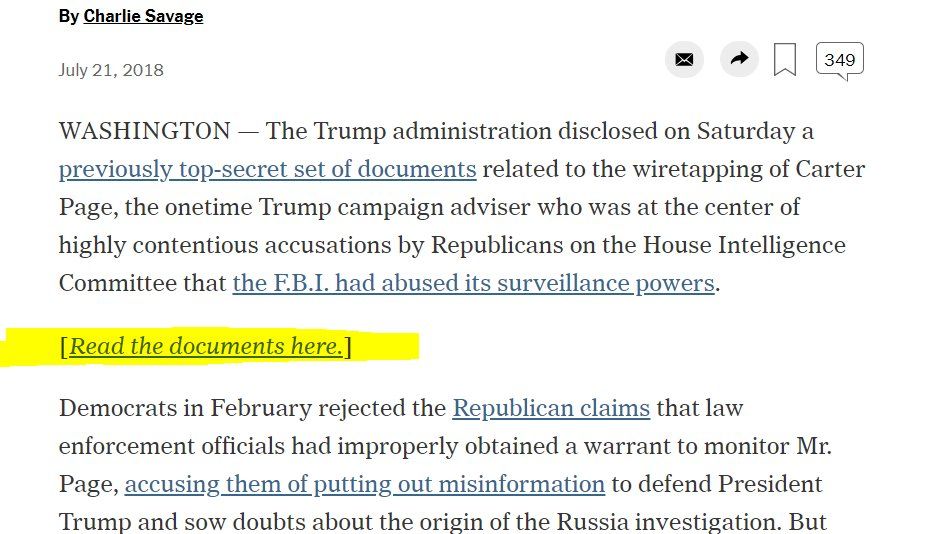 By Charlie Savage
July 21, 2018
349
WASHINGTON — The Trump administration disclosed on Saturday a
previously top-secret set of documents related to the wiretapping of Carter
Page, the onetime Trump campaign adviser who was at the center of
highly contentious accusations by Republicans on the House Intelligence
Committee that the F.B.I. had abused its surveillance powers.
[Read the documents here.]
Democrats in February rejected the Republican claims that law
enforcement officials had improperly obtained a warrant to monitor Mr.
Page, accusing them of putting out misinformation to defend President
Trump and sow doubts about the origin of the Russia investigation. But